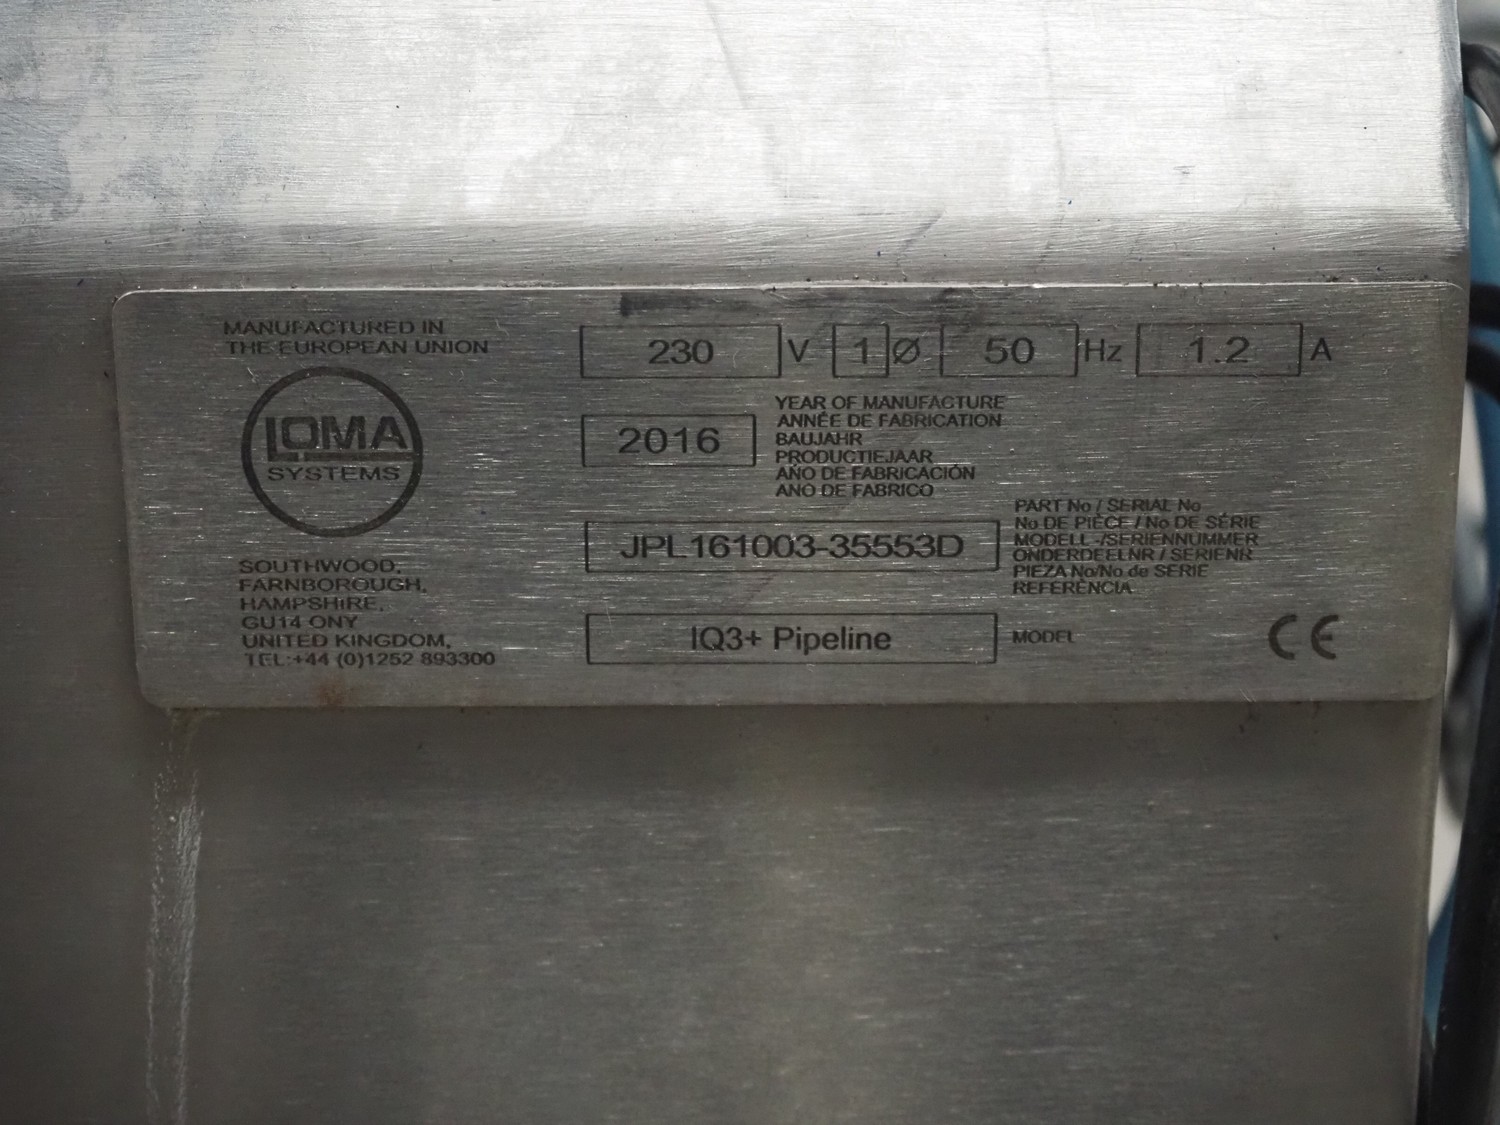 MANUFACTURED IN
THE EUROPEAN UNION
LOMA
SYSTEMS
SOUTHWOOD,
FARNBOROUGH,
HAMPSHIRE,
GU14 ONY
UNITED KINGDOM,
TEL:+44 (0)1252 893300
230 V 1 Ø 50 Hz 1.2 A
2016
YEAR OF MANUFACTURE
ANNÉE DE FABRICATION
BAUJAHR
PRODUCTIEJAAR
AÑO DE FABRICACIÓN
ANO DE FABRICO
JPL161003-35553D
PART No / SERIAL No
No DE PIÈCE / No DE SÉRIE
MODELL-/SERIENNUMMER
ONDERDEELNR / SERIENR
PIEZA No/No de SERIE
REFERÊNCIA
IQ3+ Pipeline MODEL
CE